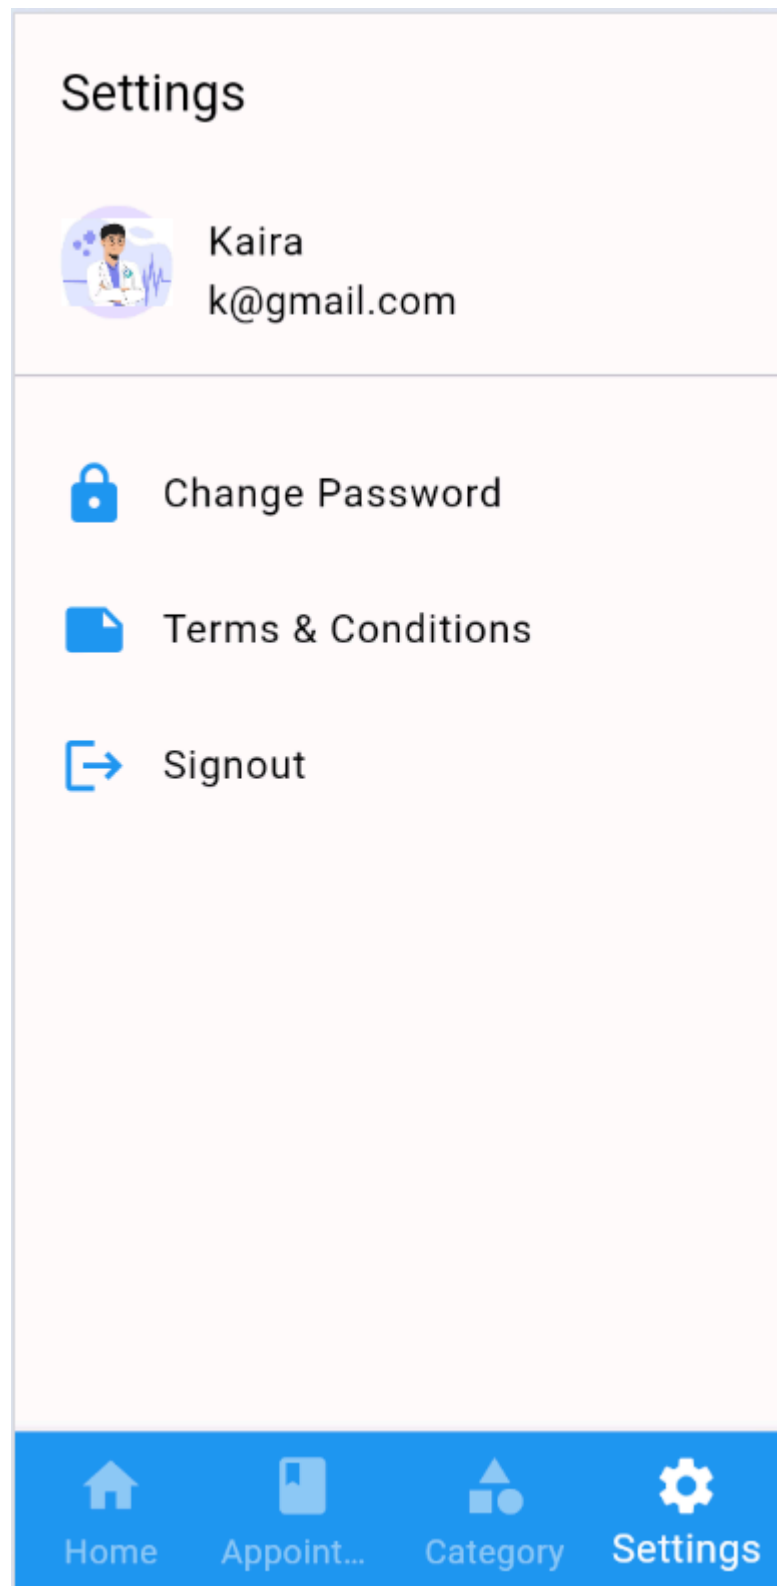 Settings
Kaira
k@gmail.com
Change Password
Terms & Conditions
Signout
Home Appoint... Category Settings